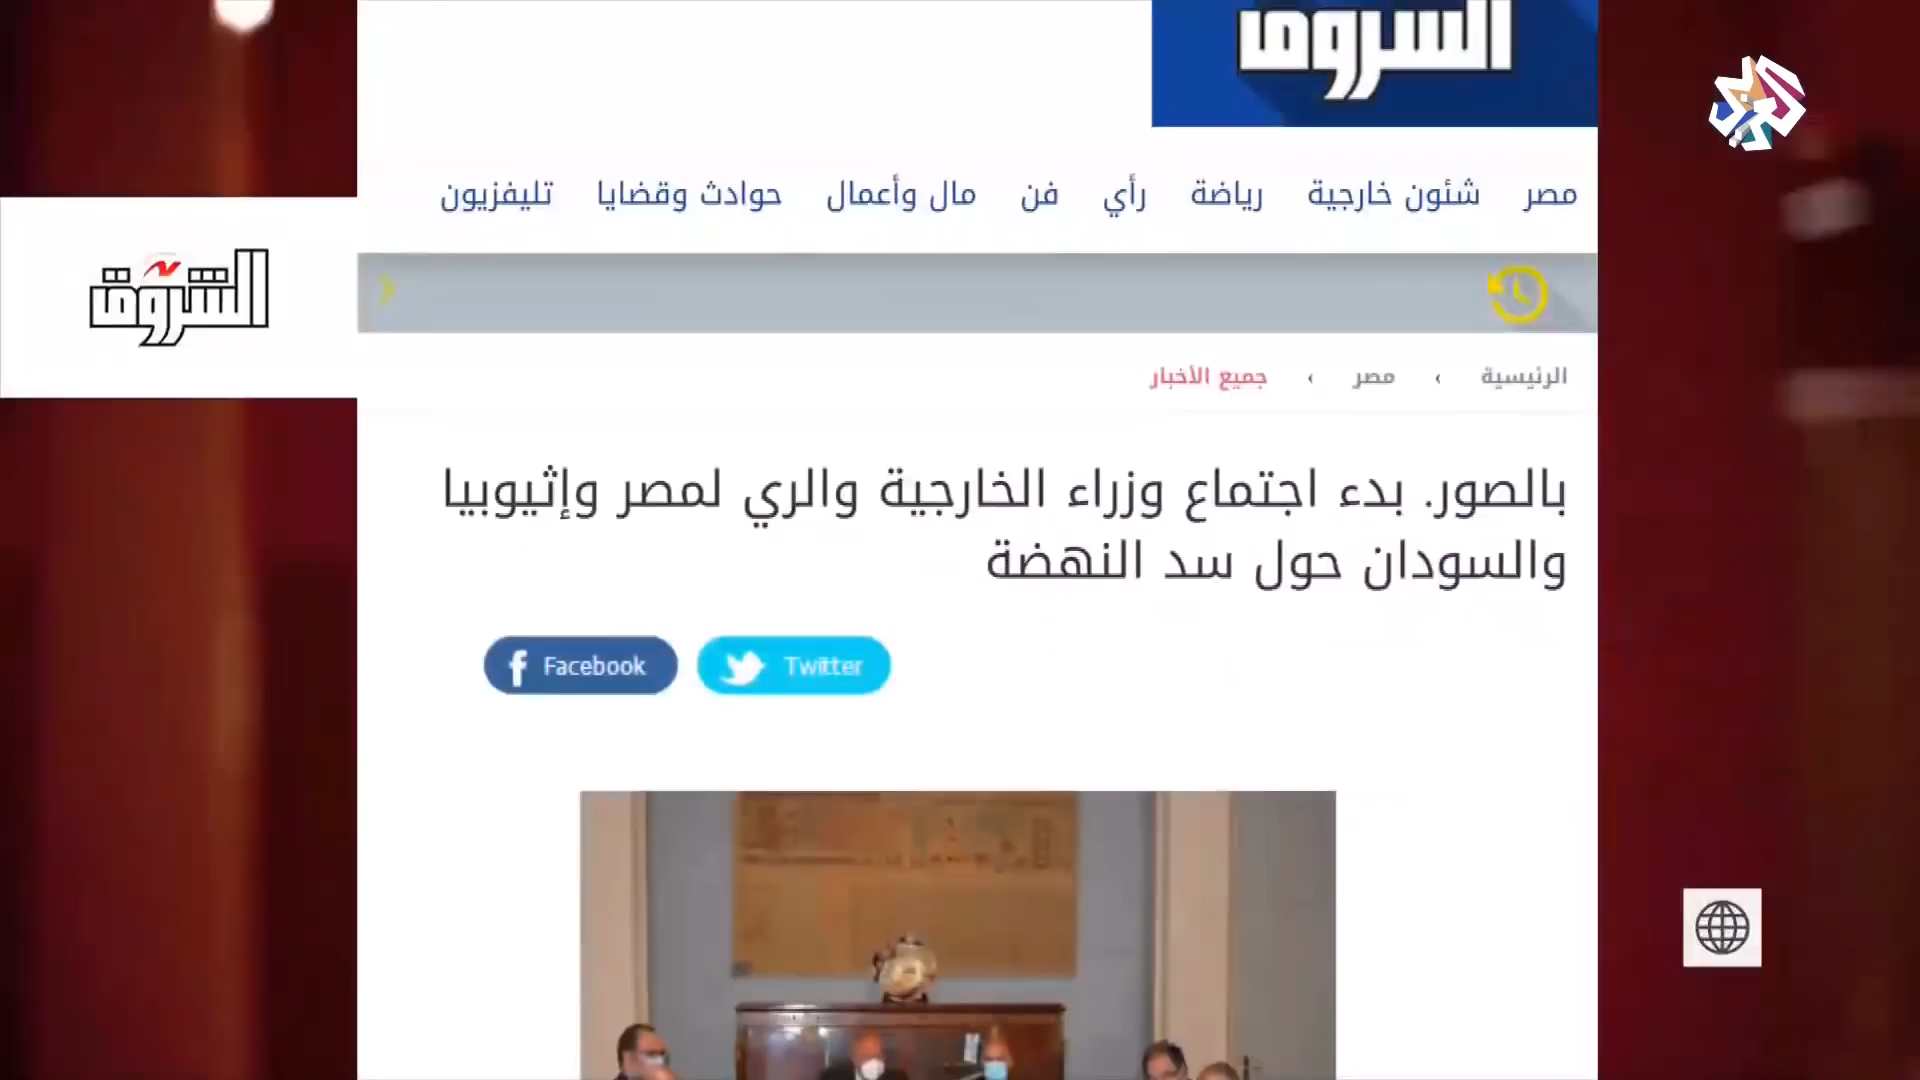 الشروق
مصر شئون خارجية رياضة رأي فن مال وأعمال حوادث وقضايا تليفزيون
الشروق
الرئيسية › مصر › جميع الأخبار
بالصور. بدء اجتماع وزراء الخارجية والري لمصر وإثيوبيا
والسودان حول سد النهضة
Facebook Twitter